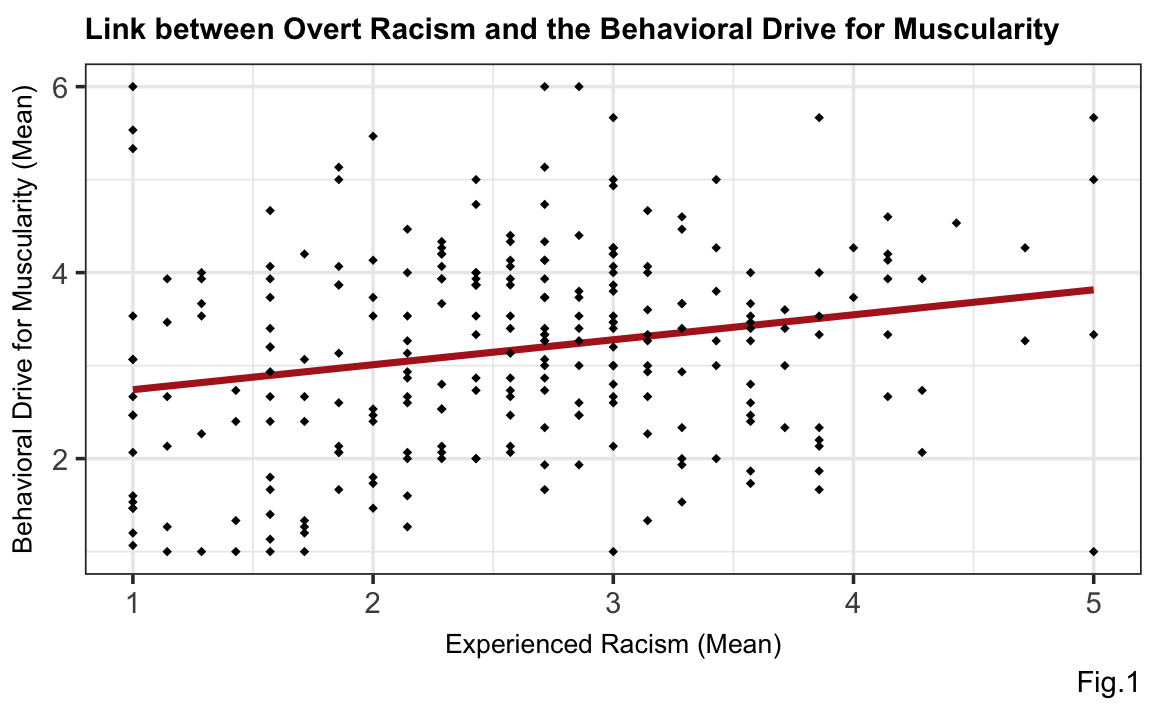 Link between Overt Racism and the Behavioral Drive for Muscularity
Behavioral Drive for Muscularity (Mean)
6
4
2
1 2 3 4 5
Experienced Racism (Mean)
Fig.1